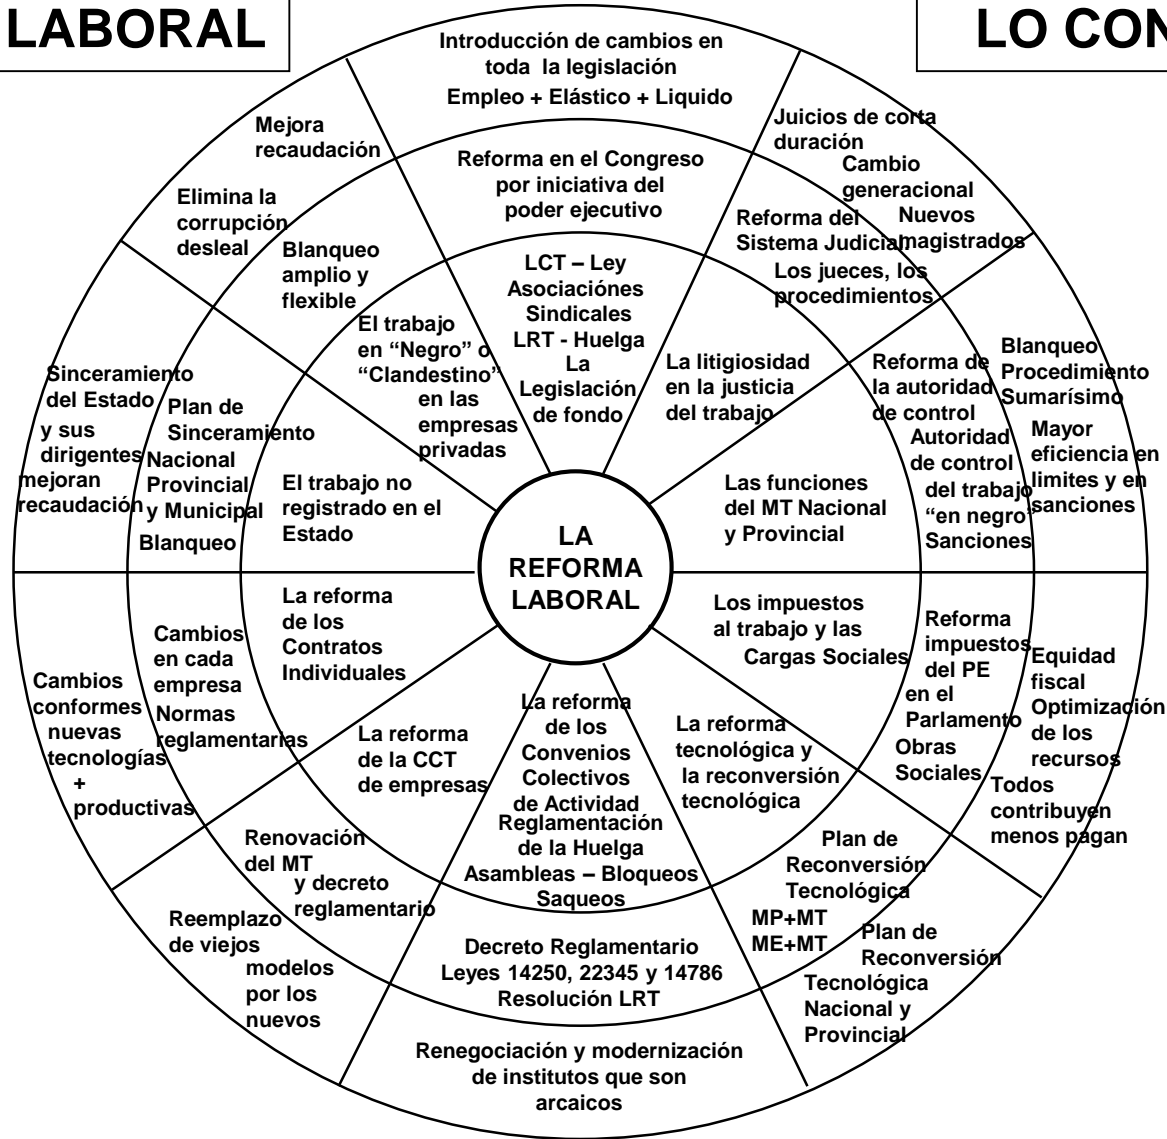 LABORAL
LO CON
Introducción de cambios en
toda la legislación
Empleo + Elástico + Liquido
Reforma en el Congreso
por iniciativa del
poder ejecutivo
LCT – Ley
Asociaciónes
Sindicales
LRT - Huelga
La
Legislación
de fondo
Juicios de corta
duración
Cambio
generacional
Nuevos
magistrados
Reforma del
Sistema Judicial
Los jueces, los
procedimientos
La litigiosidad
en la justicia
del trabajo
Blanqueo
Procedimiento
Sumarísimo
Mayor
eficiencia en
limites y en
sanciones
Reforma de
la autoridad
de control
Autoridad
de control
del trabajo
“en negro”
Sanciones
Las funciones
del MT Nacional
y Provincial
Equidad
fiscal
Optimización
de los
recursos
Todos
contribuyen
menos pagan
Reforma
impuestos
del PE
en el
Parlamento
Obras
Sociales
Los impuestos
al trabajo y las
Cargas Sociales
Plan de
Reconversión
Tecnológica
Nacional y
Provincial
Plan de
Reconversión
Tecnológica
MP+MT
ME+MT
La reforma
tecnológica y
la reconversión
tecnológica
La reforma
de los
Convenios
Colectivos
de Actividad
Reglamentación
de la Huelga
Asambleas – Bloqueos
Saqueos
Decreto Reglamentario
Leyes 14250, 22345 y 14786
Resolución LRT
Renegociación y modernización
de institutos que son
arcaicos
La reforma
de la CCT
de empresas
Renovación
del MT
y decreto
reglamentario
Reemplazo
de viejos
modelos
por los
nuevos
La reforma
de los
Contratos
Individuales
Cambios
en cada
empresa
Normas
reglamentarias
Cambios
conformes
nuevas
tecnologías
+
productivas
El trabajo no
registrado en el
Estado
Plan de
Sinceramiento
Nacional
Provincial
y Municipal
Blanqueo
Sinceramiento
del Estado
y sus
dirigentes
mejoran
recaudación
El trabajo
en “Negro” o
“Clandestino”
en las
empresas
privadas
Blanqueo
amplio y
flexible
Mejora
recaudación
Elimina la
corrupción
desleal
LA
REFORMA
LABORAL